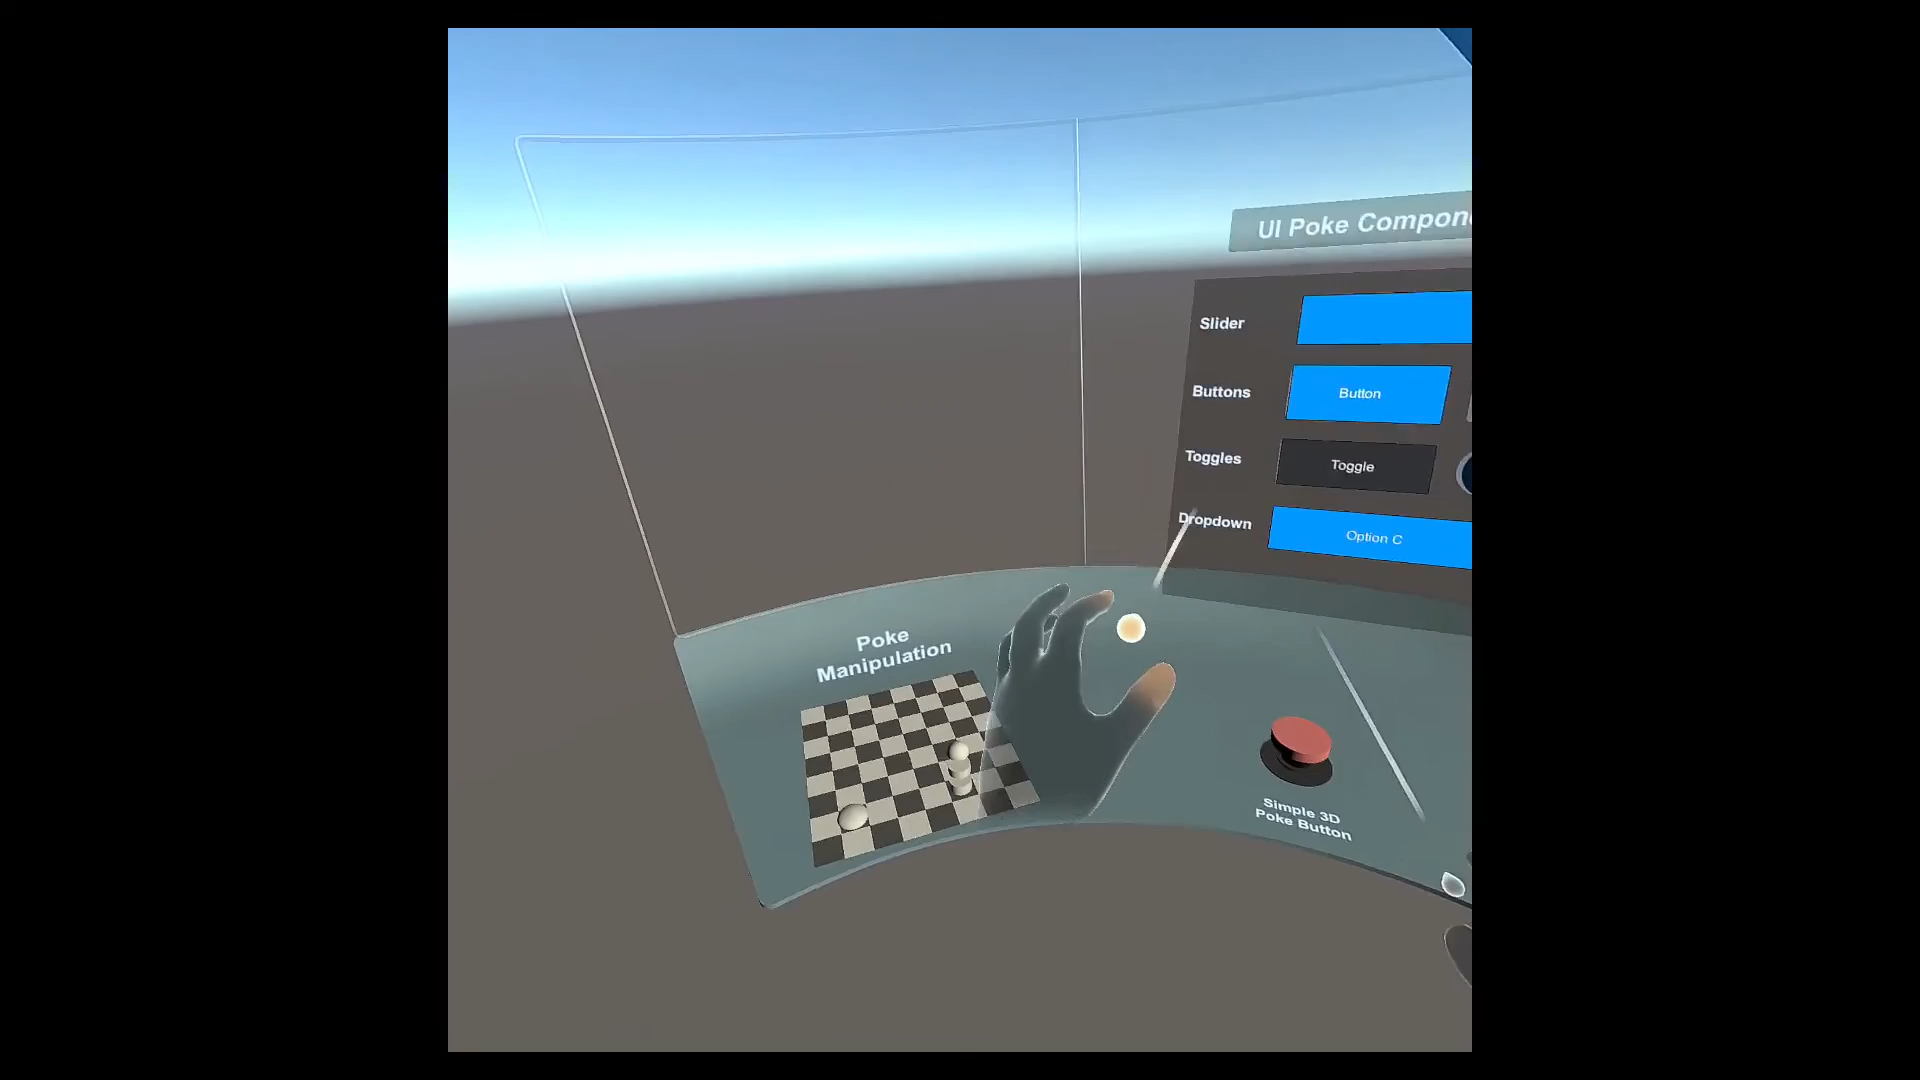 UI Poke Compon
Slider
Buttons
Button
Toggles
Toggle
Dropdown
Option C
Poke
Manipulation
Simple 3D
Poke Button